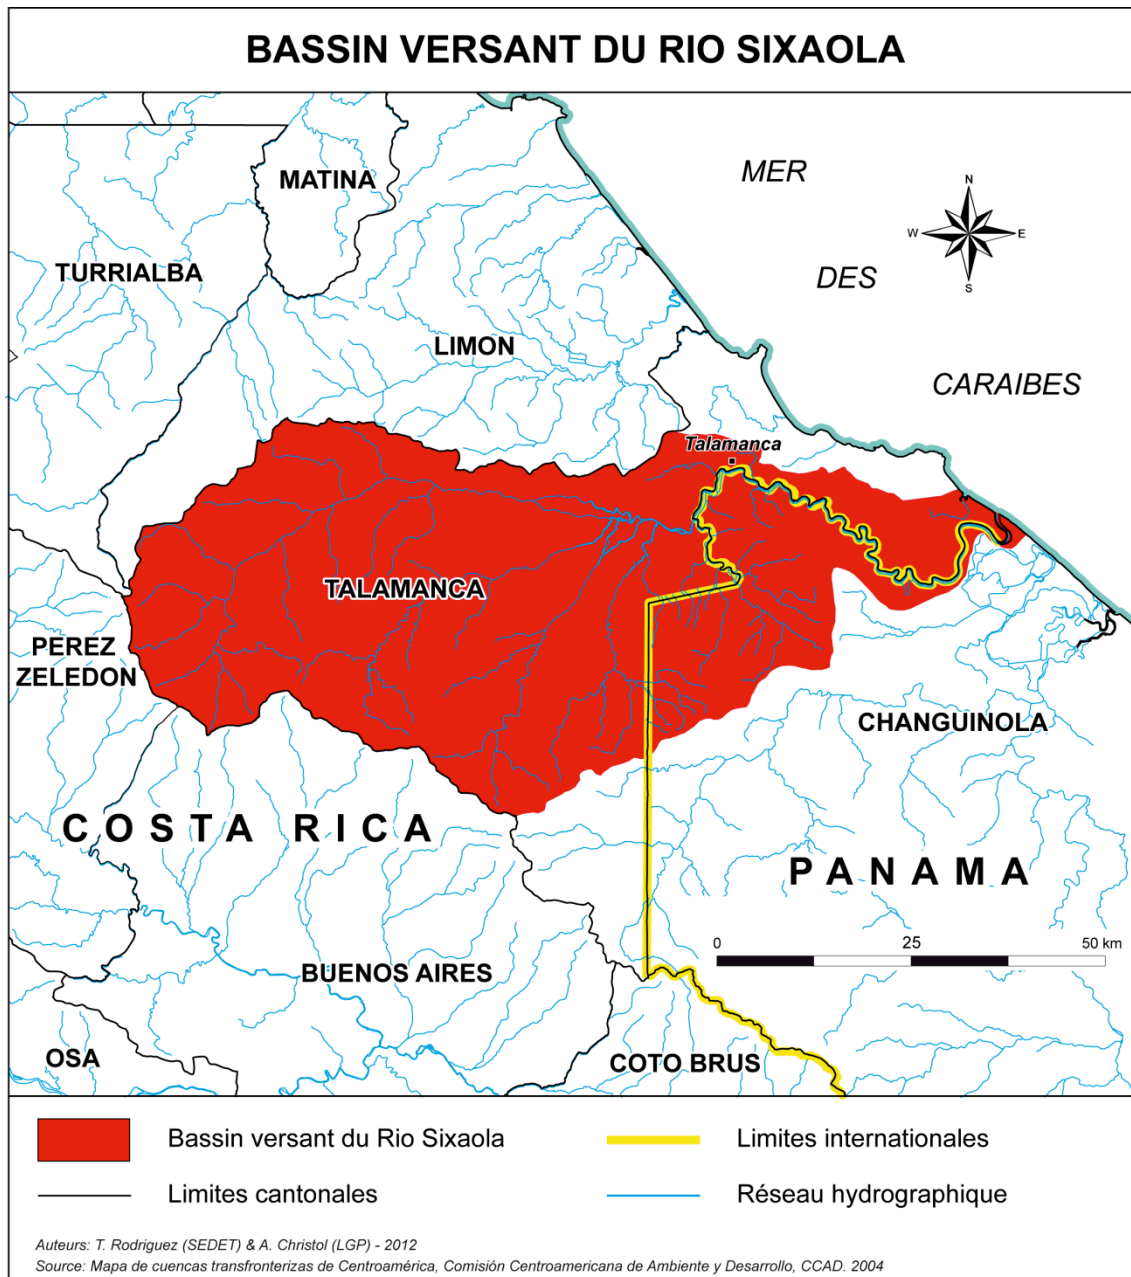 BASSIN VERSANT DU RIO SIXAOLA
MER
DES
CARAIBES
N
W
E
S
MATINA
TURRIALBA
LIMON
Talamanca
TALAMANCA
PEREZ
ZELEDON
CHANGUINOLA
COSTA RICA
PANAMA
0
25
50 km
BUENOS AIRES
OSA
COTO BRUS
Bassin versant du Rio Sixaola
Limites internationales
Limites cantonales
Réseau hydrographique
Auteurs: T. Rodriguez (SEDET) & A. Christol (LGP) - 2012
Source: Mapa de cuencas transfronterizas de Centroamérica, Comisión Centroamericana de Ambiente y Desarrollo, CCAD. 2004